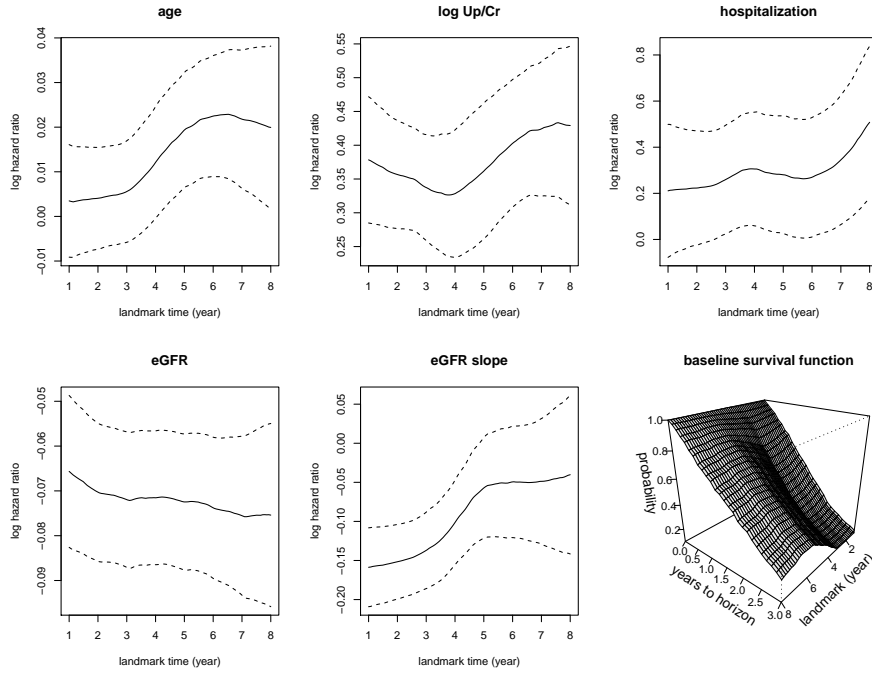 age
log hazard ratio
−0.01 0.00 0.01 0.02 0.03 0.04
1 2 3 4 5 6 7 8
landmark time (year)
log Up/Cr
log hazard ratio
0.25 0.30 0.35 0.40 0.45 0.50 0.55
1 2 3 4 5 6 7 8
landmark time (year)
hospitalization
log hazard ratio
0.0 0.2 0.4 0.6 0.8
1 2 3 4 5 6 7 8
landmark time (year)
eGFR
log hazard ratio
−0.09 −0.08 −0.07 −0.06 −0.05
1 2 3 4 5 6 7 8
landmark time (year)
eGFR slope
log hazard ratio
−0.20 −0.15 −0.10 −0.05 0.00 0.05
1 2 3 4 5 6 7 8
landmark time (year)
baseline survival function
probability
0.2 0.4 0.6 0.8 1.0
years to horizon
0.0 0.5 1.0 1.5 2.0 2.5 3.0
landmark (year)
2 4 6 8